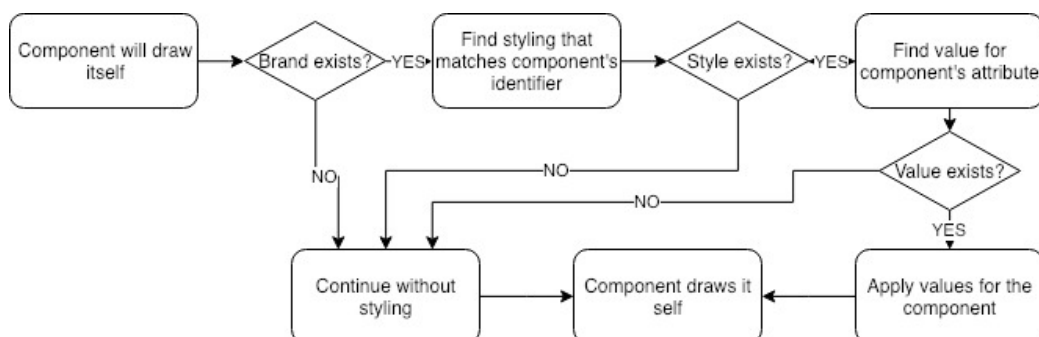 Component will draw
itself
Brand exists?
YES
Find styling that
matches component's
identifier
Style exists?
YES
Find value for
component's attribute
NO
NO
Value exists?
NO
YES
Continue without
styling
Component draws it
self
Apply values for the
component